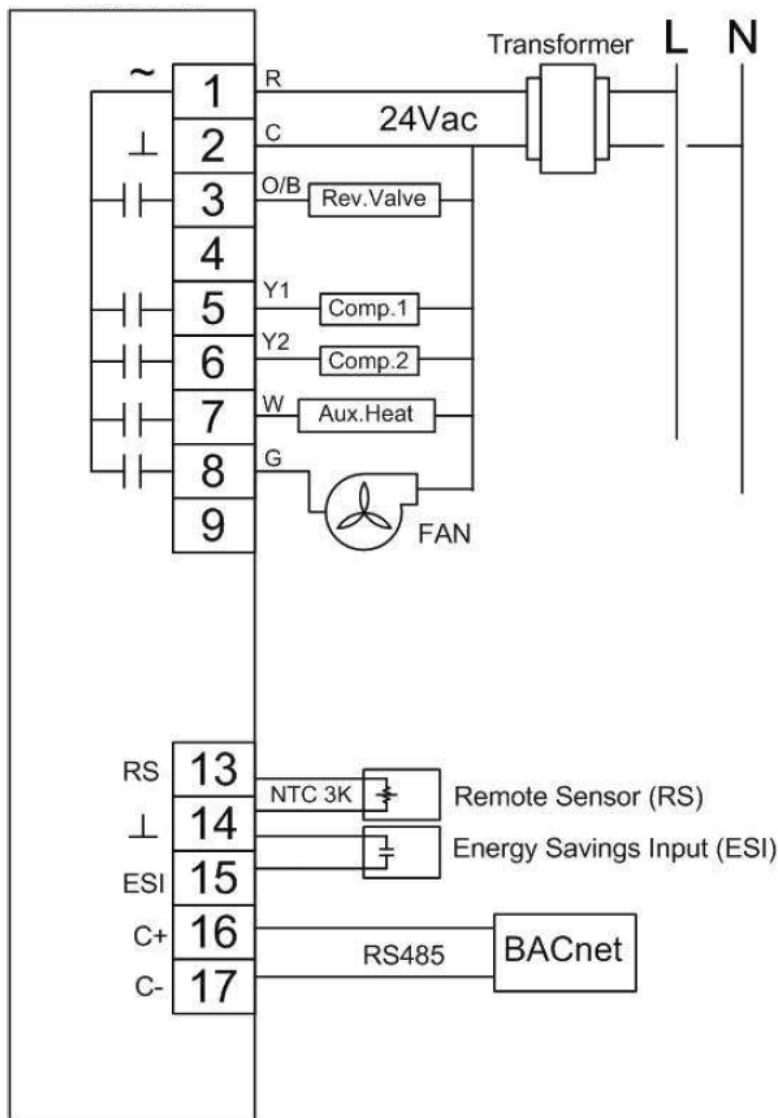 Transformer L N
~ 1 R
24Vac
⊥ 2 C
3 O/B Rev.Valve
4
5 Y1 Comp.1
6 Y2 Comp.2
7 W Aux.Heat
8 G
9 FAN
RS 13
NTC 3K Remote Sensor (RS)
⊥ 14
Energy Savings Input (ESI)
ESI 15
C+ 16
RS485 BACnet
C- 17